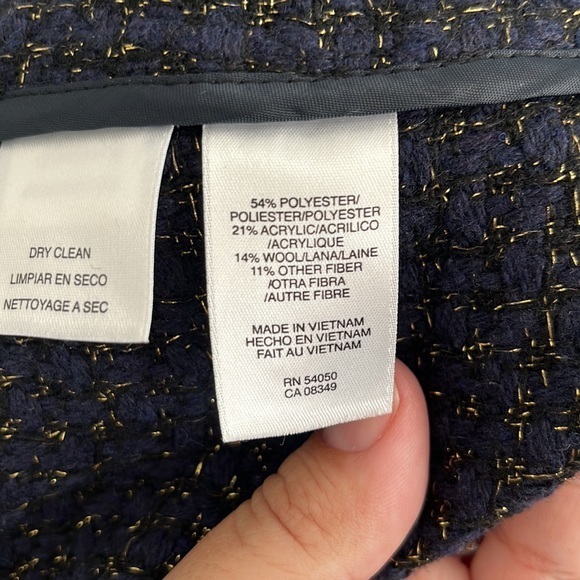 DRY CLEAN
LIMPIAR EN SECO
NETTOYAGE A SEC
54% POLYESTER/
POLIESTER/POLYESTER
21% ACRYLIC/ACRILICO
/ACRYLIQUE
14% WOOL/LANA/LAINE
11% OTHER FIBER
/OTRA FIBRA
/AUTRE FIBRE
MADE IN VIETNAM
HECHO EN VIETNAM
FAIT AU VIETNAM
RN 54050
CA 08349